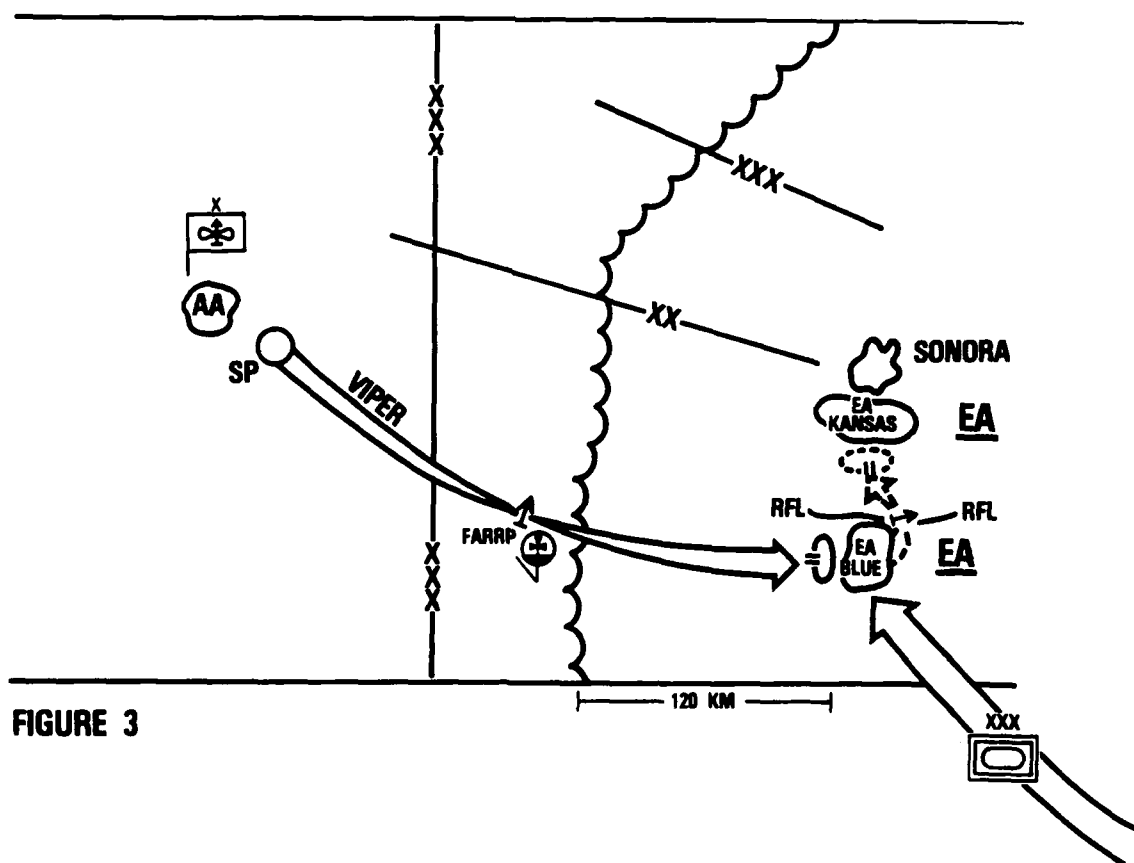 XXX
XXX
X
AA
SP
VIPER
XX
SONORA
EA
KANSAS
EA
RFL
RFL
FARRP
EA
BLUE
EA
XXX
120 KM
XXX
FIGURE 3